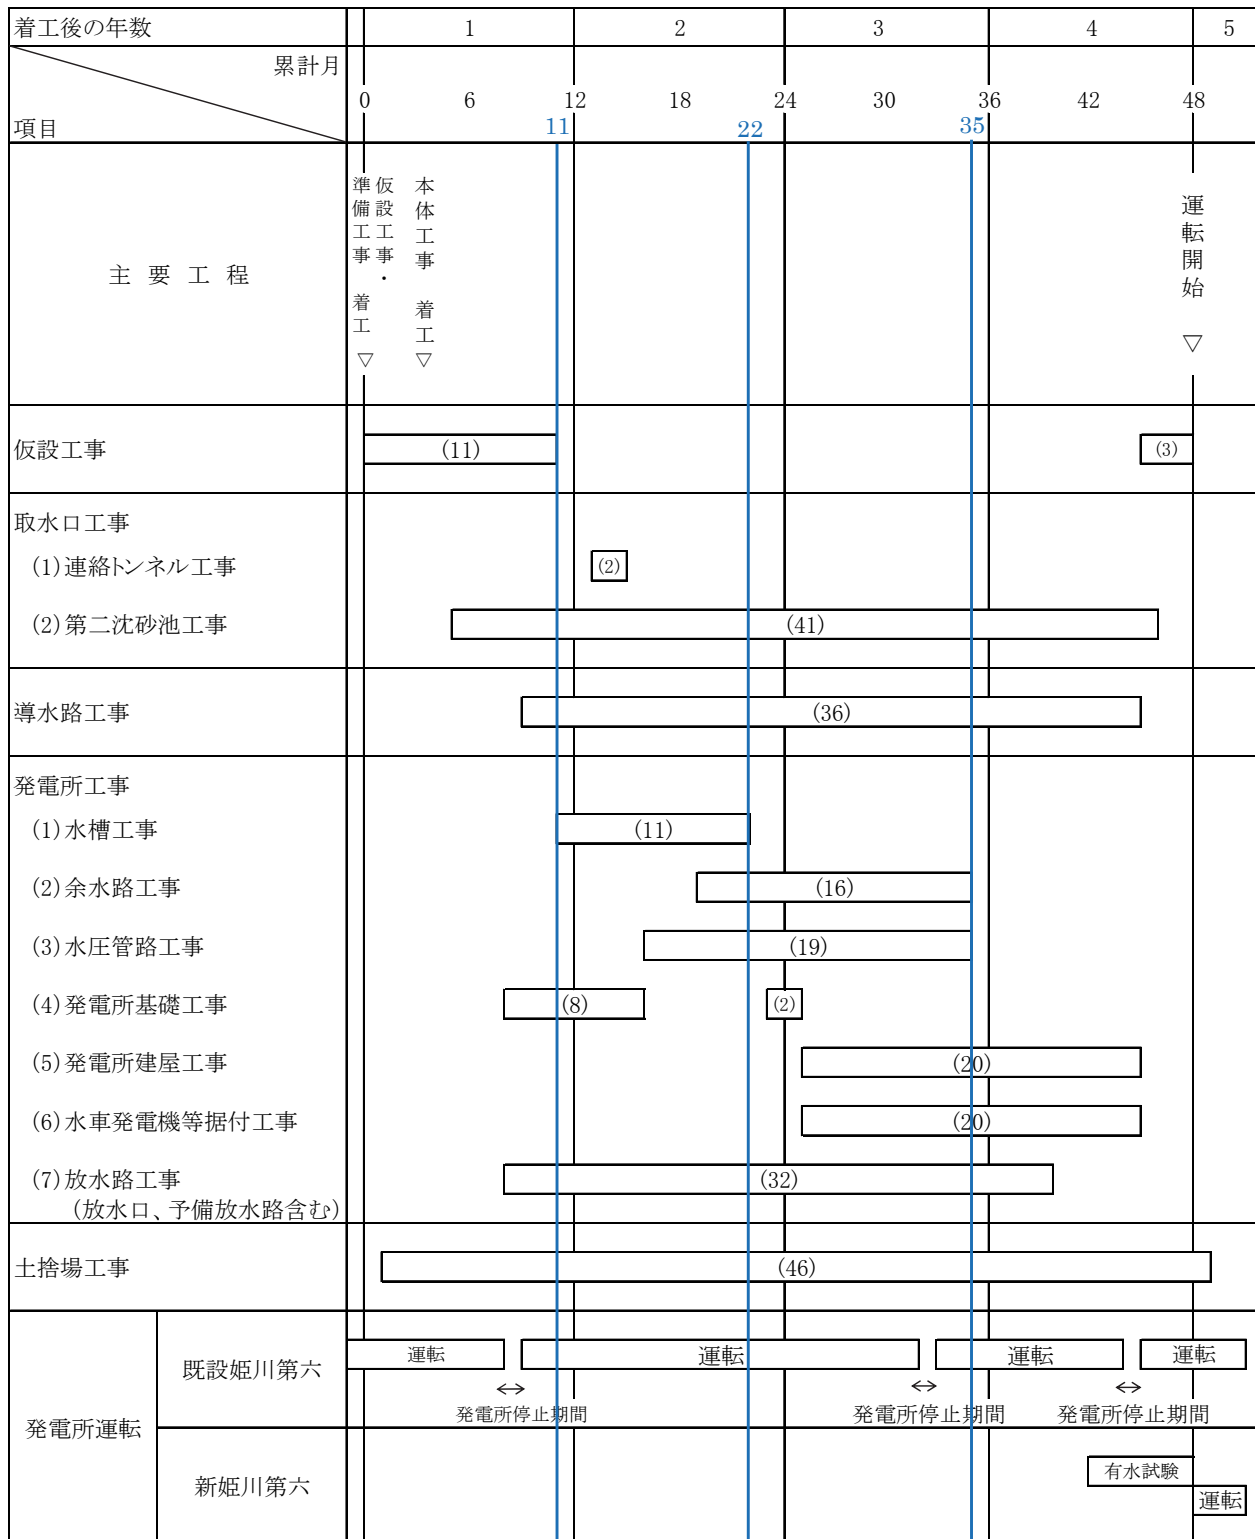 着工後の年数 1 2 3 4 5
累計月
項目
0 6 12 18 24 30 36 42 48
11 22 35
主要工程
準備工事 着工
仮設工事・
▽
本体工事 着工
▽
運転開始
▽
仮設工事 (11) (3)
取水口工事
(1)連絡トンネル工事 (2)
(2)第二沈砂池工事 (41)
導水路工事 (36)
発電所工事
(1)水槽工事 (11)
(2)余水路工事 (16)
(3)水圧管路工事 (19)
(4)発電所基礎工事 (8) (2)
(5)発電所建屋工事 (20)
(6)水車発電機等据付工事 (20)
(7)放水路工事 (32)
(放水口、予備放水路含む)
土捨場工事 (46)
発電所運転
既設姫川第六 運転 運転 運転 運転
発電所停止期間 発電所停止期間 発電所停止期間
新姫川第六 有水試験
運転